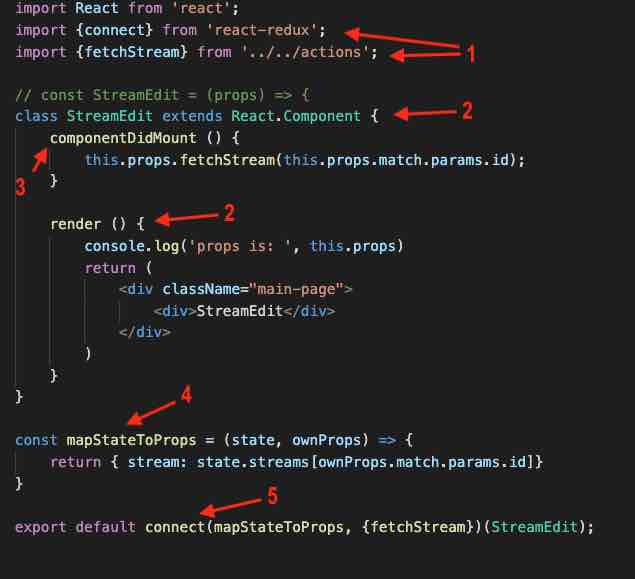 import React from 'react';
import {connect} from 'react-redux';
import {fetchStream} from '../../actions'; 1
// const StreamEdit = (props) => {
class StreamEdit extends React.Component { 2
componentDidMount () {
this.props.fetchStream(this.props.match.params.id);
3 }
render () { 2
console.log('props is: ', this.props)
return (
<div className="main-page">
<div>StreamEdit</div>
</div>
)
}
}
4
const mapStateToProps = (state, ownProps) => {
return { stream: state.streams[ownProps.match.params.id]}
}
5
export default connect(mapStateToProps, {fetchStream})(StreamEdit);